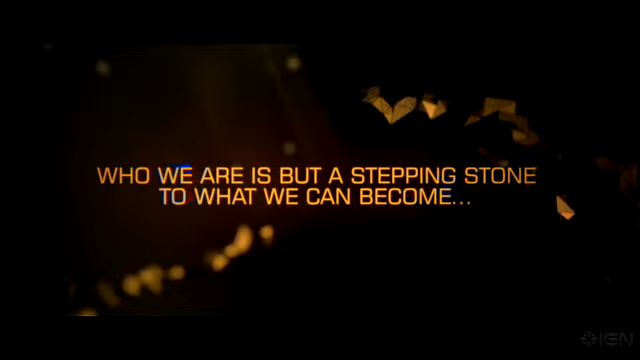 WHO WE ARE IS BUT A STEPPING STONE
TO WHAT WE CAN BECOME...
IGN